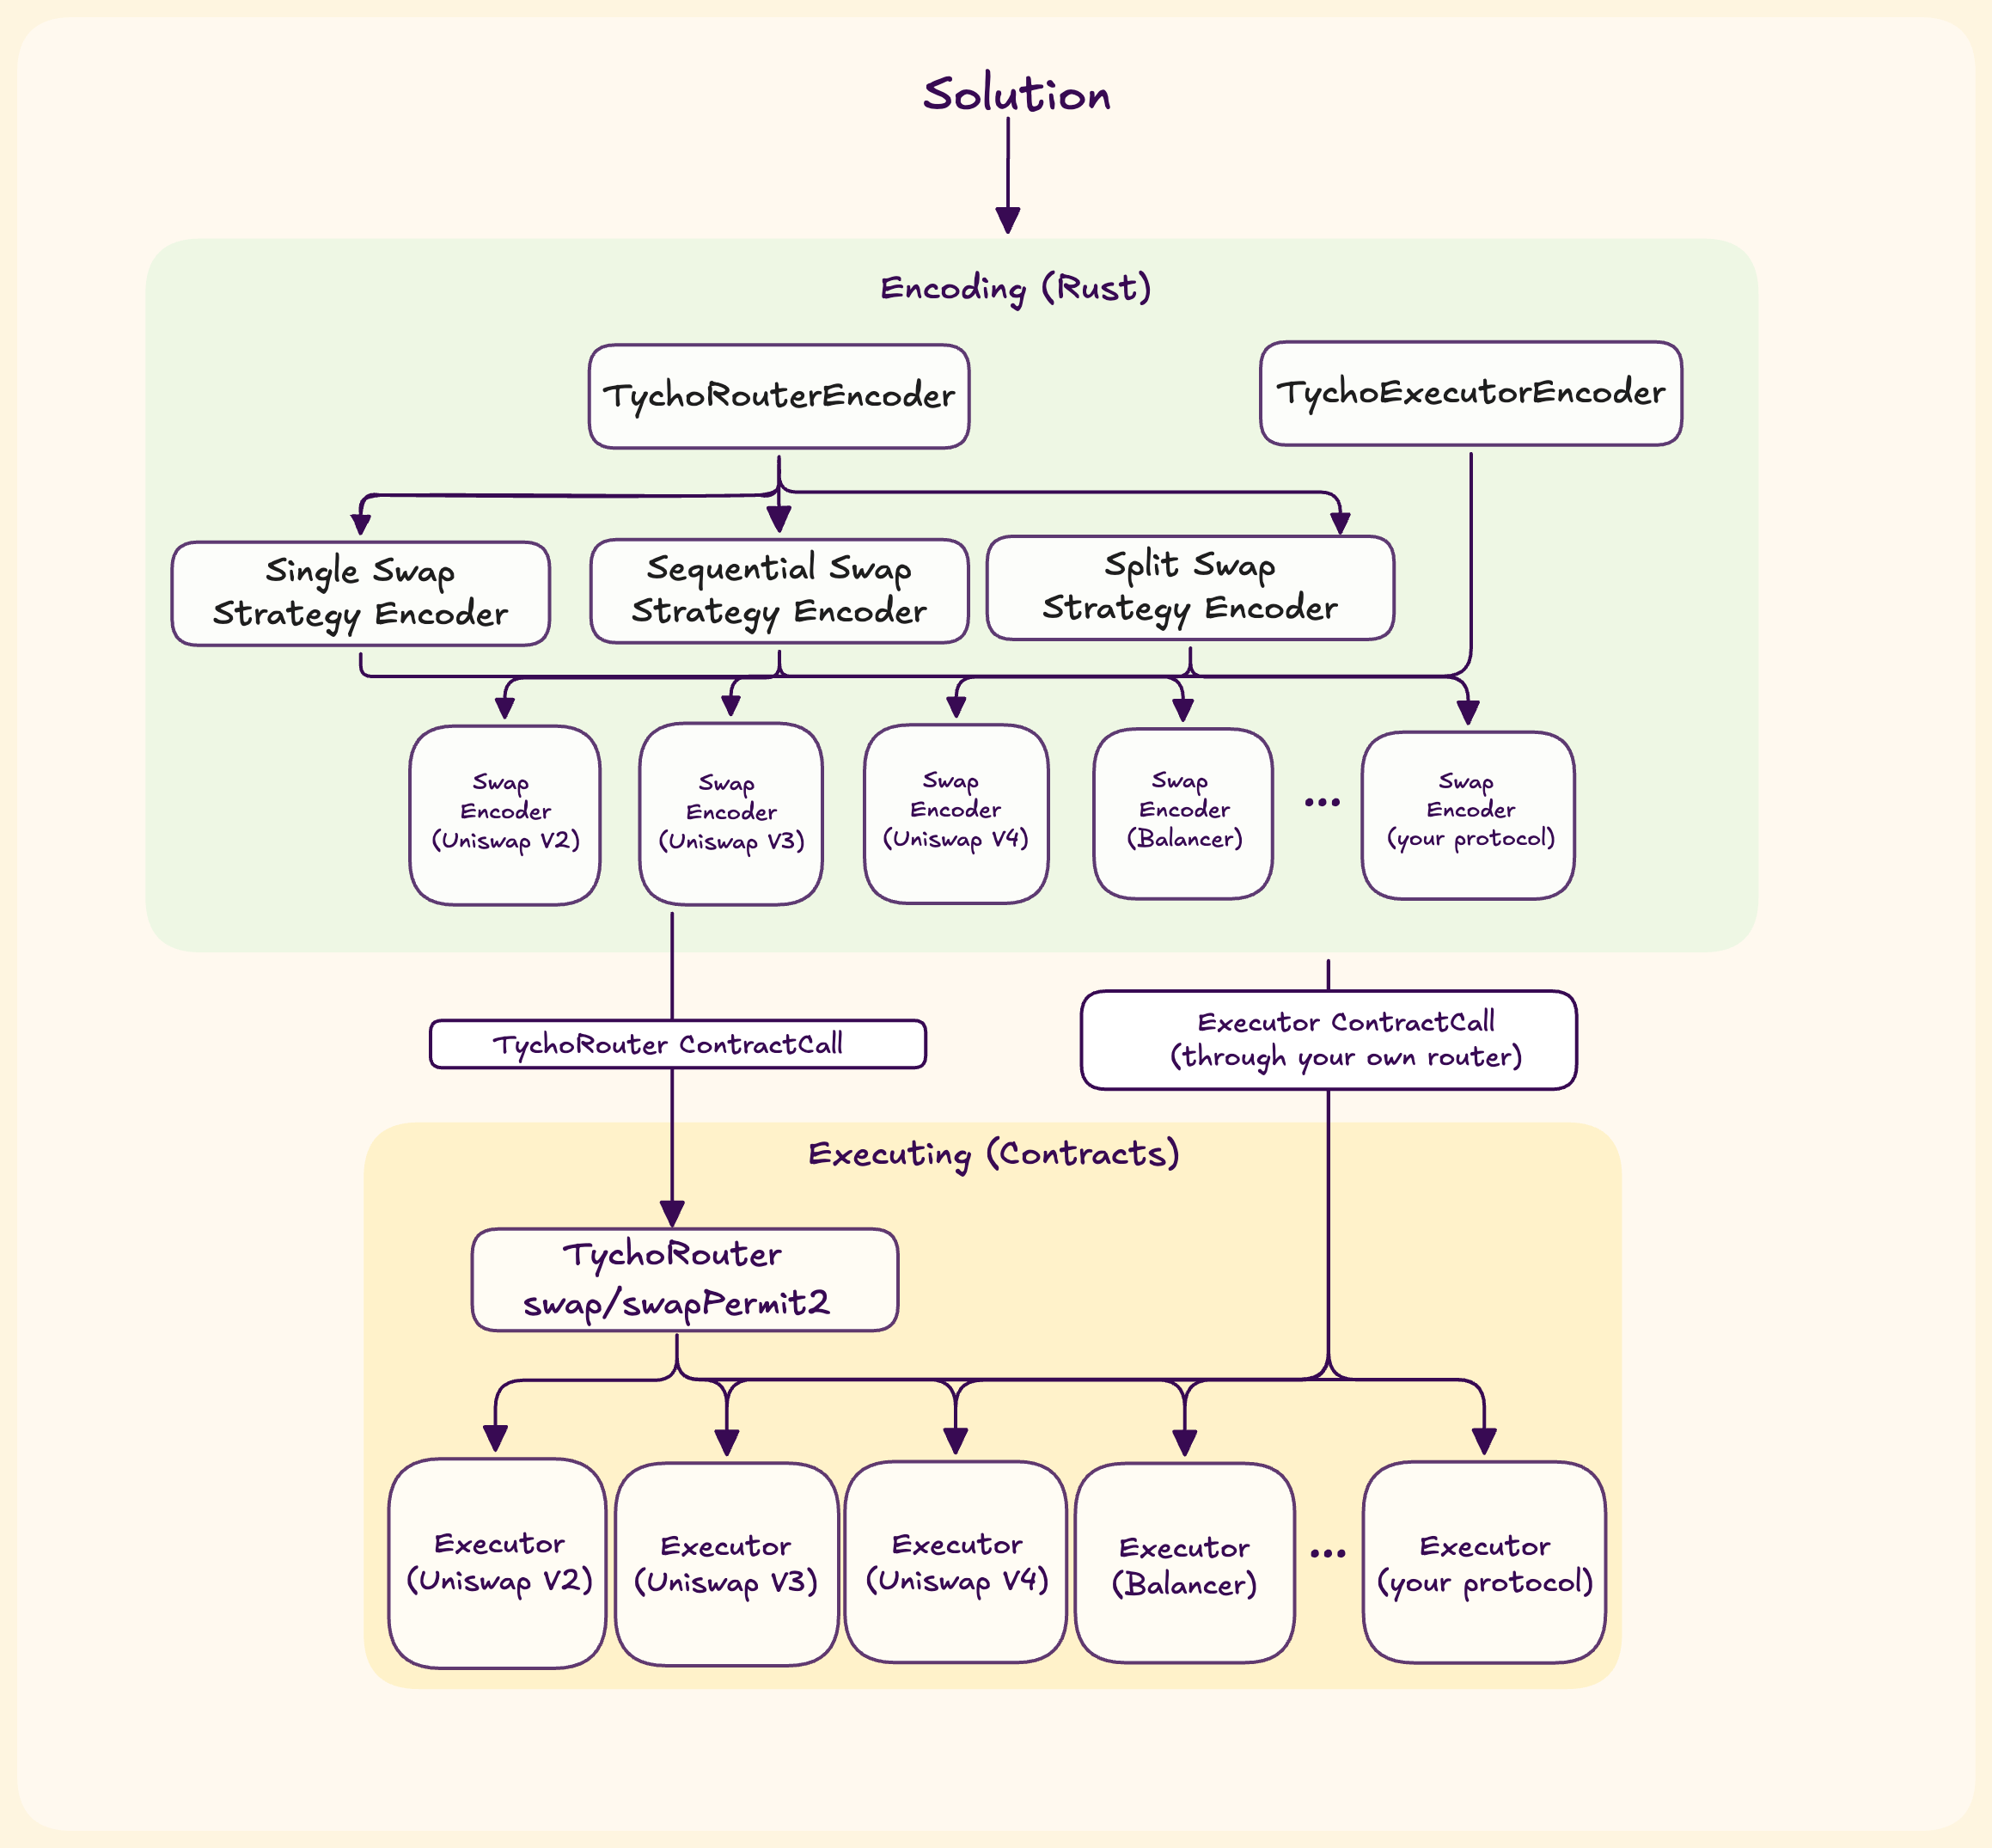 Solution
Encoding (Rust)
TychoRouterEncoder
TychoExecutorEncoder
Single Swap
Strategy Encoder
Sequential Swap
Strategy Encoder
Split Swap
Strategy Encoder
Swap
Encoder
(Uniswap V2)
Swap
Encoder
(Uniswap V3)
Swap
Encoder
(Uniswap V4)
Swap
Encoder
(Balancer)
...
Swap
Encoder
(your protocol)
TychoRouter ContractCall
Executor ContractCall
(through your own router)
Executing (Contracts)
TychoRouter
swap/swapPermit2
Executor
(Uniswap V2)
Executor
(Uniswap V3)
Executor
(Uniswap V4)
Executor
(Balancer)
...
Executor
(your protocol)